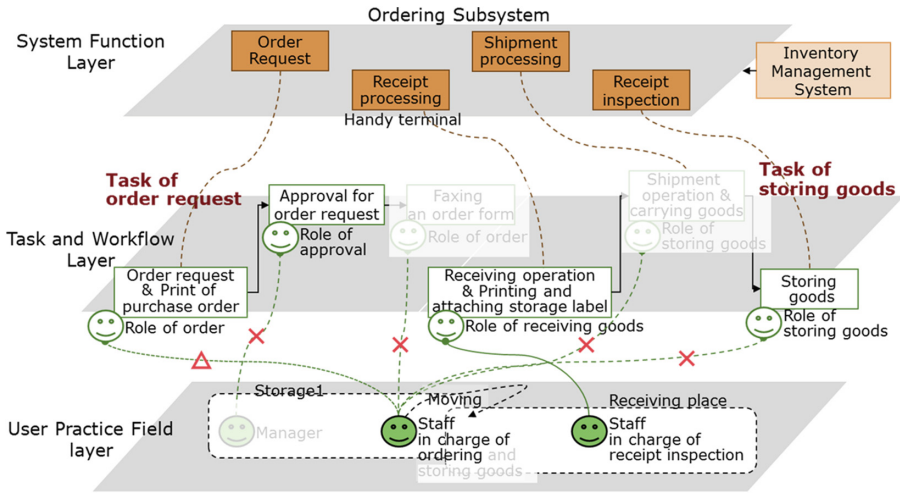 Ordering Subsystem
System Function
Layer
Order
Request
Shipment
processing
Inventory
Management
System
Receipt
processing
Receipt
inspection
Handy terminal
Task of
order request
Task of
storing goods
Approval for
order request
Faxing
an order form
Shipment
operation &
carrying goods
Role of
approval
Role of order
Role of
storing goods
Task and Workflow
Layer
Order request
& Print of
purchase order
Receiving operation
& Printing and
attaching storage label
Storing
goods
Role of order
Role of receiving goods
Role of
storing goods
User Practice Field
layer
Storage1
Moving
Receiving place
Manager
Staff
in charge of
ordering
and
storing goods
Staff
in charge of
receipt inspection